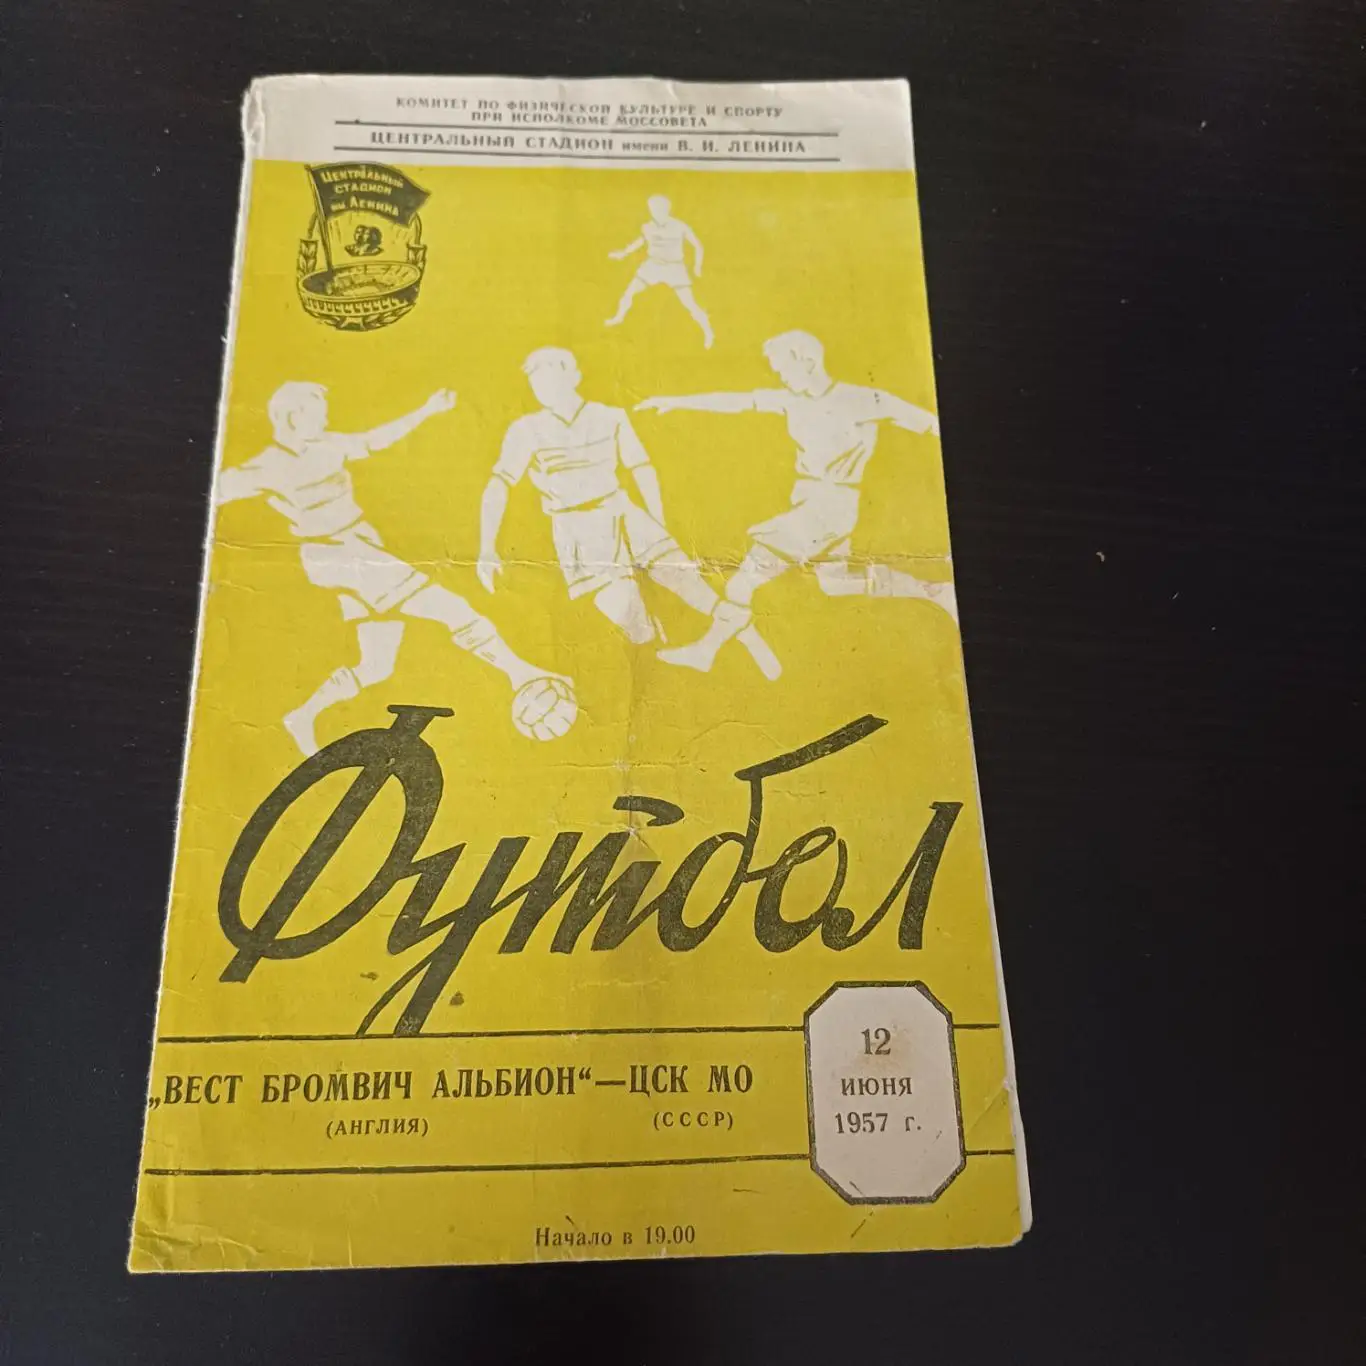 КОМИТЕТ ПО ФИЗИЧЕСКОЙ КУЛЬТУРЕ И СПОРТУ
ПРИ ИСПОЛКОМЕ МОССОВЕТА
ЦЕНТРАЛЬНЫЙ СТАДИОН имени В. И. ЛЕНИНА
ЦЕНТРАЛЬНЫЙ
СТАДИОН
им. ЛЕНИНА
Футбол
„ВЕСТ БРОМВИЧ АЛЬБИОН“—ЦСК МО
(АНГЛИЯ) (СССР)
12
ИЮНЯ
1957 г.
Начало в 19.00